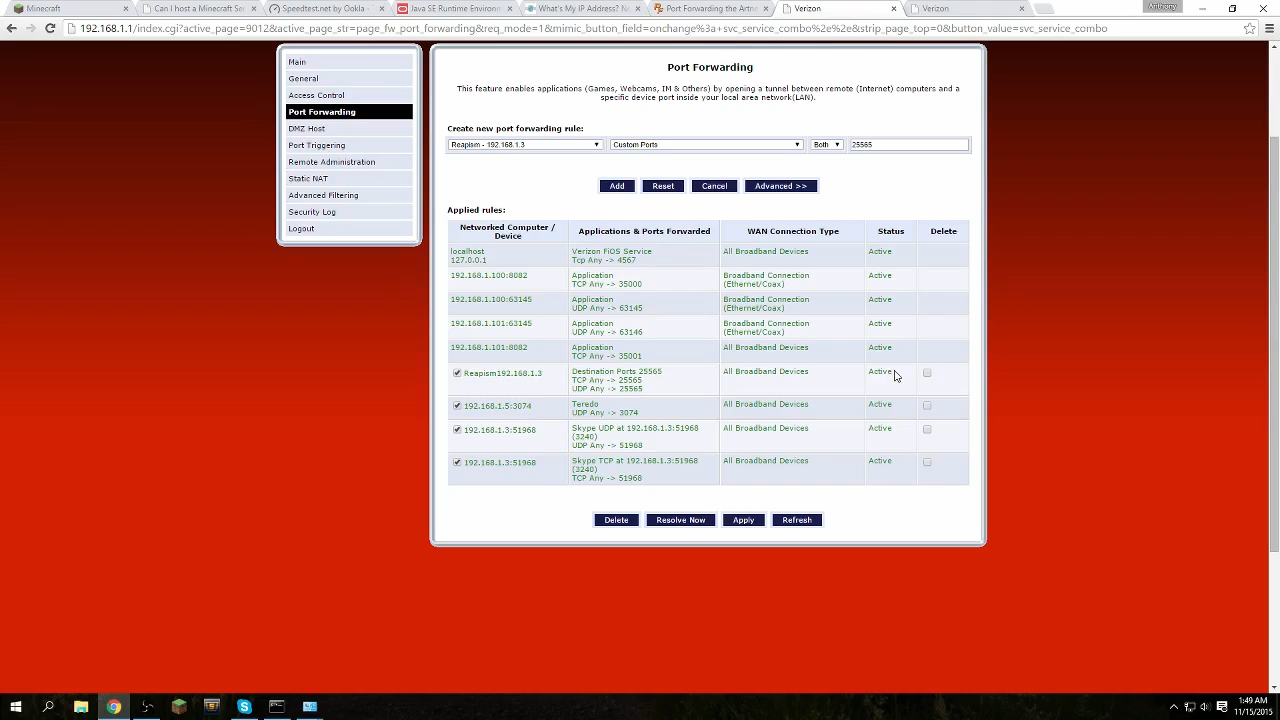 Minecraft
Can I host a Minecraft Ser
Speedtest.net by Ookla -
Java SE Runtime Environ
What's My IP Address? Ne
Port Forwarding the Artne
Verizon
Verizon
Anthony
192.168.1.1/index.cgi?active_page=9012&active_page_str=page_fw_port_forwarding&req_mode=1&mimic_button_field=onchange%3a+svc_service_combo%2e%2e&strip_page_top=0&button_value=svc_service_combo
Main
General
Access Control
Port Forwarding
DMZ Host
Port Triggering
Remote Administration
Static NAT
Advanced Filtering
Security Log
Logout
Port Forwarding
This feature enables applications (Games, Webcams, IM & Others) by opening a tunnel between remote (Internet) computers and a
specific device port inside your local area network(LAN).
Create new port forwarding rule:
Reapism - 192.168.1.3
Custom Ports
Both
25565
Add
Reset
Cancel
Advanced >>
Applied rules:
Networked Computer /
Device
Applications & Ports Forwarded
WAN Connection Type
Status
Delete
localhost
127.0.0.1
Verizon FiOS Service
Tcp Any -> 4567
All Broadband Devices
Active
192.168.1.100:8082
Application
TCP Any -> 35000
Broadband Connection
(Ethernet/Coax)
Active
192.168.1.100:63145
Application
UDP Any -> 63145
Broadband Connection
(Ethernet/Coax)
Active
192.168.1.101:63145
Application
UDP Any -> 63146
Broadband Connection
(Ethernet/Coax)
Active
192.168.1.101:8082
Application
TCP Any -> 35001
All Broadband Devices
Active
Reapism192.168.1.3
Destination Ports 25565
TCP Any -> 25565
UDP Any -> 25565
All Broadband Devices
Active
192.168.1.5:3074
Teredo
UDP Any -> 3074
All Broadband Devices
Active
192.168.1.3:51968
Skype UDP at 192.168.1.3:51968
(3240)
UDP Any -> 51968
All Broadband Devices
Active
192.168.1.3:51968
Skype TCP at 192.168.1.3:51968
(3240)
TCP Any -> 51968
All Broadband Devices
Active
Delete
Resolve Now
Apply
Refresh
1:49 AM
11/15/2015